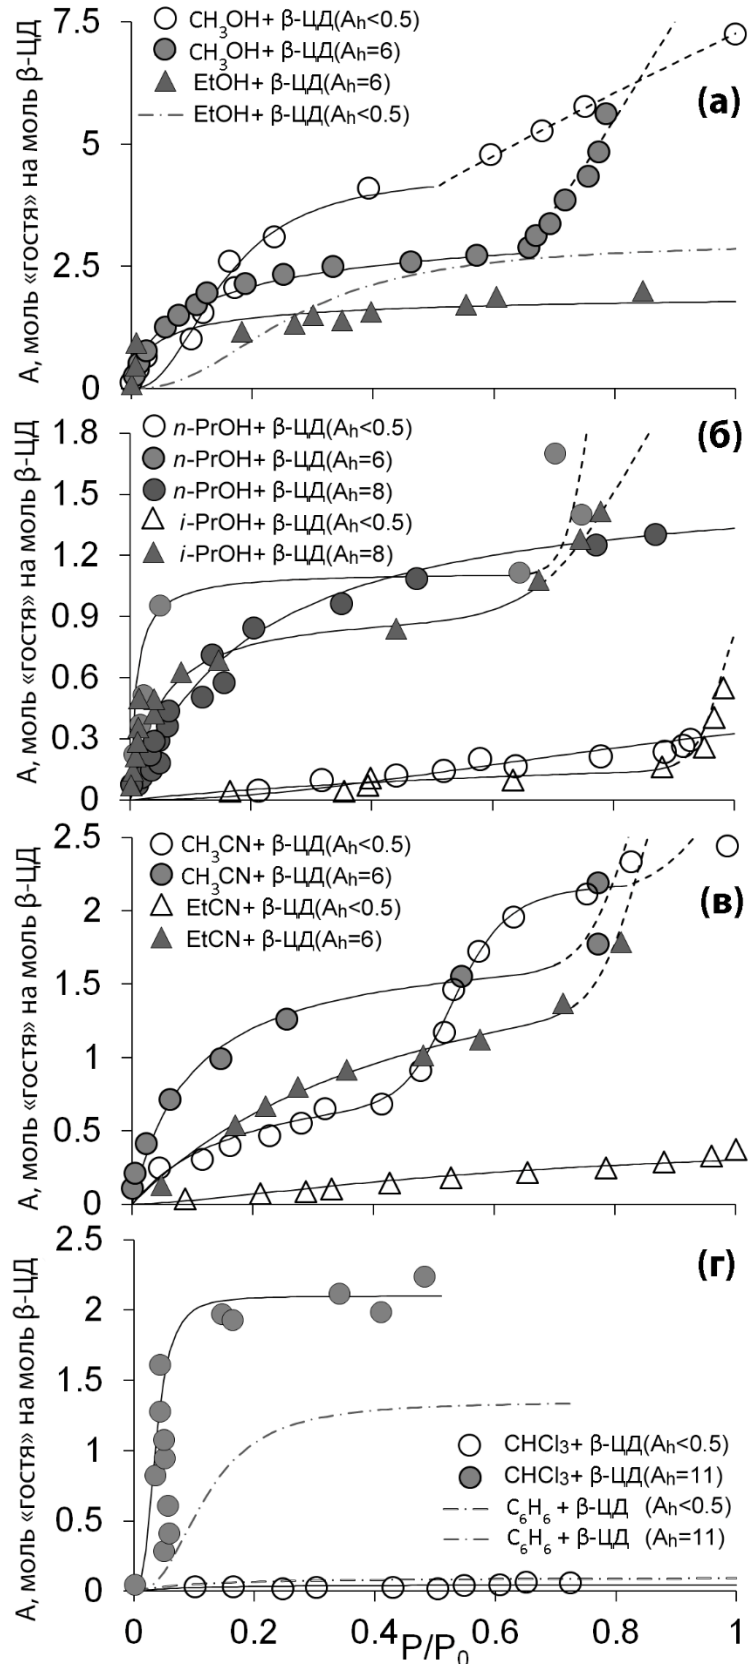 A, моль «гостя» на моль β-ЦД
7.5
5
2.5
0
CH3OH+ β-ЦД(Ah<0.5)
CH3OH+ β-ЦД(Ah=6)
EtOH+ β-ЦД(Ah=6)
EtOH+ β-ЦД(Ah<0.5)
(а)
A, моль «гостя» на моль β-ЦД
1.8
1.5
1.2
0.9
0.6
0.3
0
n-PrOH+ β-ЦД(Ah<0.5)
n-PrOH+ β-ЦД(Ah=6)
n-PrOH+ β-ЦД(Ah=8)
i-PrOH+ β-ЦД(Ah<0.5)
i-PrOH+ β-ЦД(Ah=8)
(б)
A, моль «гостя» на моль β-ЦД
2.5
2
1.5
1
0.5
0
CH3CN+ β-ЦД(Ah<0.5)
CH3CN+ β-ЦД(Ah=6)
EtCN+ β-ЦД(Ah<0.5)
EtCN+ β-ЦД(Ah=6)
(в)
A, моль «гостя» на моль β-ЦД
2.5
2
1.5
1
0.5
0
(г)
CHCl3+ β-ЦД(Ah<0.5)
CHCl3+ β-ЦД(Ah=11)
C6H6 + β-ЦД (Ah<0.5)
C6H6 + β-ЦД (Ah=11)
0 0.2 0.4 0.6 0.8 1
P/P0